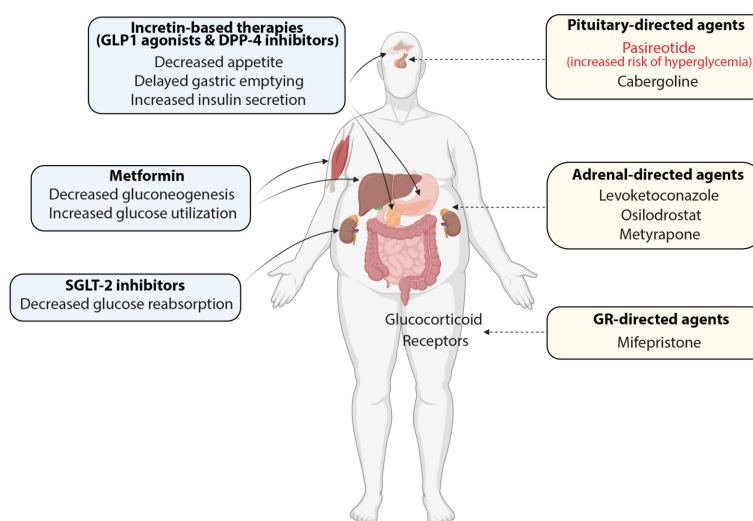 Incretin-based therapies
(GLP1 agonists & DPP-4 inhibitors)
Decreased appetite
Delayed gastric emptying
Increased insulin secretion
Metformin
Decreased gluconeogenesis
Increased glucose utilization
SGLT-2 inhibitors
Decreased glucose reabsorption
Pituitary-directed agents
Pasireotide
(increased risk of hyperglycemia)
Cabergoline
Adrenal-directed agents
Levoketoconazole
Osilodrostat
Metyrapone
Glucocorticoid
Receptors
GR-directed agents
Mifepristone